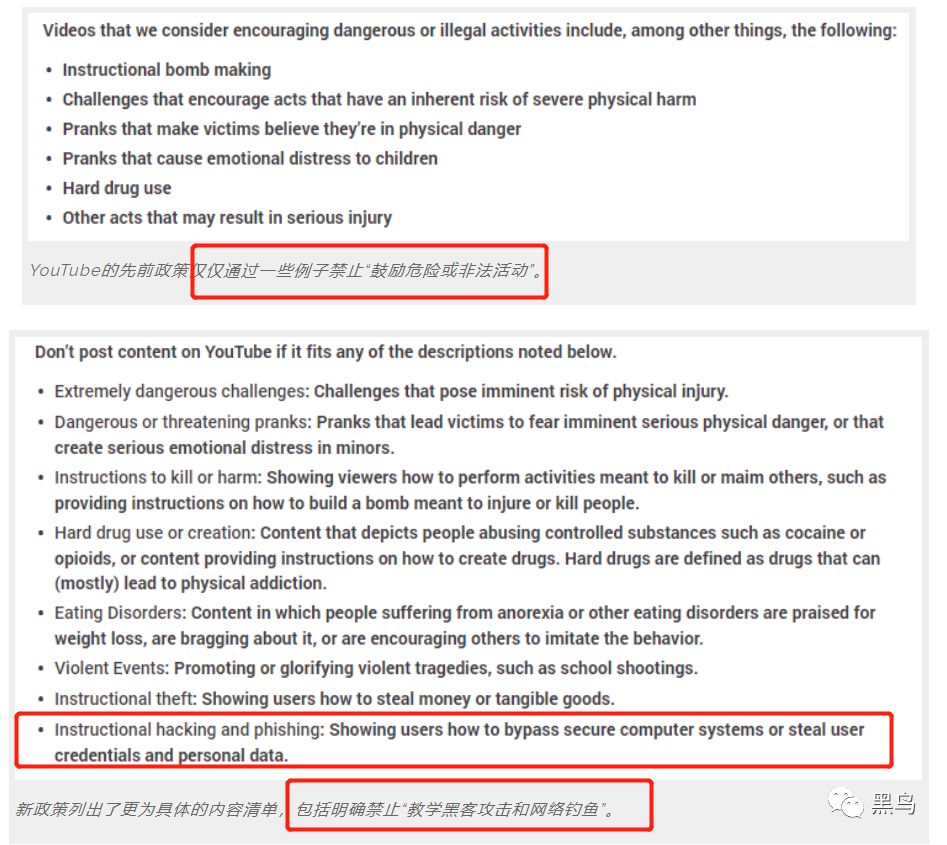 Videos that we consider encouraging dangerous or illegal activities include, among other things, the following:
• Instructional bomb making
• Challenges that encourage acts that have an inherent risk of severe physical harm
• Pranks that make victims believe they're in physical danger
• Pranks that cause emotional distress to children
• Hard drug use
• Other acts that may result in serious injury
YouTube的先前政策仅仅通过一些例子禁止“鼓励危险或非法活动”。
Don't post content on YouTube if it fits any of the descriptions noted below.
• Extremely dangerous challenges: Challenges that pose imminent risk of physical injury.
• Dangerous or threatening pranks: Pranks that lead victims to fear imminent serious physical danger, or that
create serious emotional distress in minors.
• Instructions to kill or harm: Showing viewers how to perform activities meant to kill or maim others, such as
providing instructions on how to build a bomb meant to injure or kill people.
• Hard drug use or creation: Content that depicts people abusing controlled substances such as cocaine or
opioids, or content providing instructions on how to create drugs. Hard drugs are defined as drugs that can
(mostly) lead to physical addiction.
• Eating Disorders: Content in which people suffering from anorexia or other eating disorders are praised for
weight loss, are bragging about it, or are encouraging others to imitate the behavior.
• Violent Events: Promoting or glorifying violent tragedies, such as school shootings.
• Instructional theft: Showing users how to steal money or tangible goods.
• Instructional hacking and phishing: Showing users how to bypass secure computer systems or steal user
credentials and personal data.
新政策列出了更为具体的内容清单，包括明确禁止“教学黑客攻击和网络钓鱼”。
黑鸟